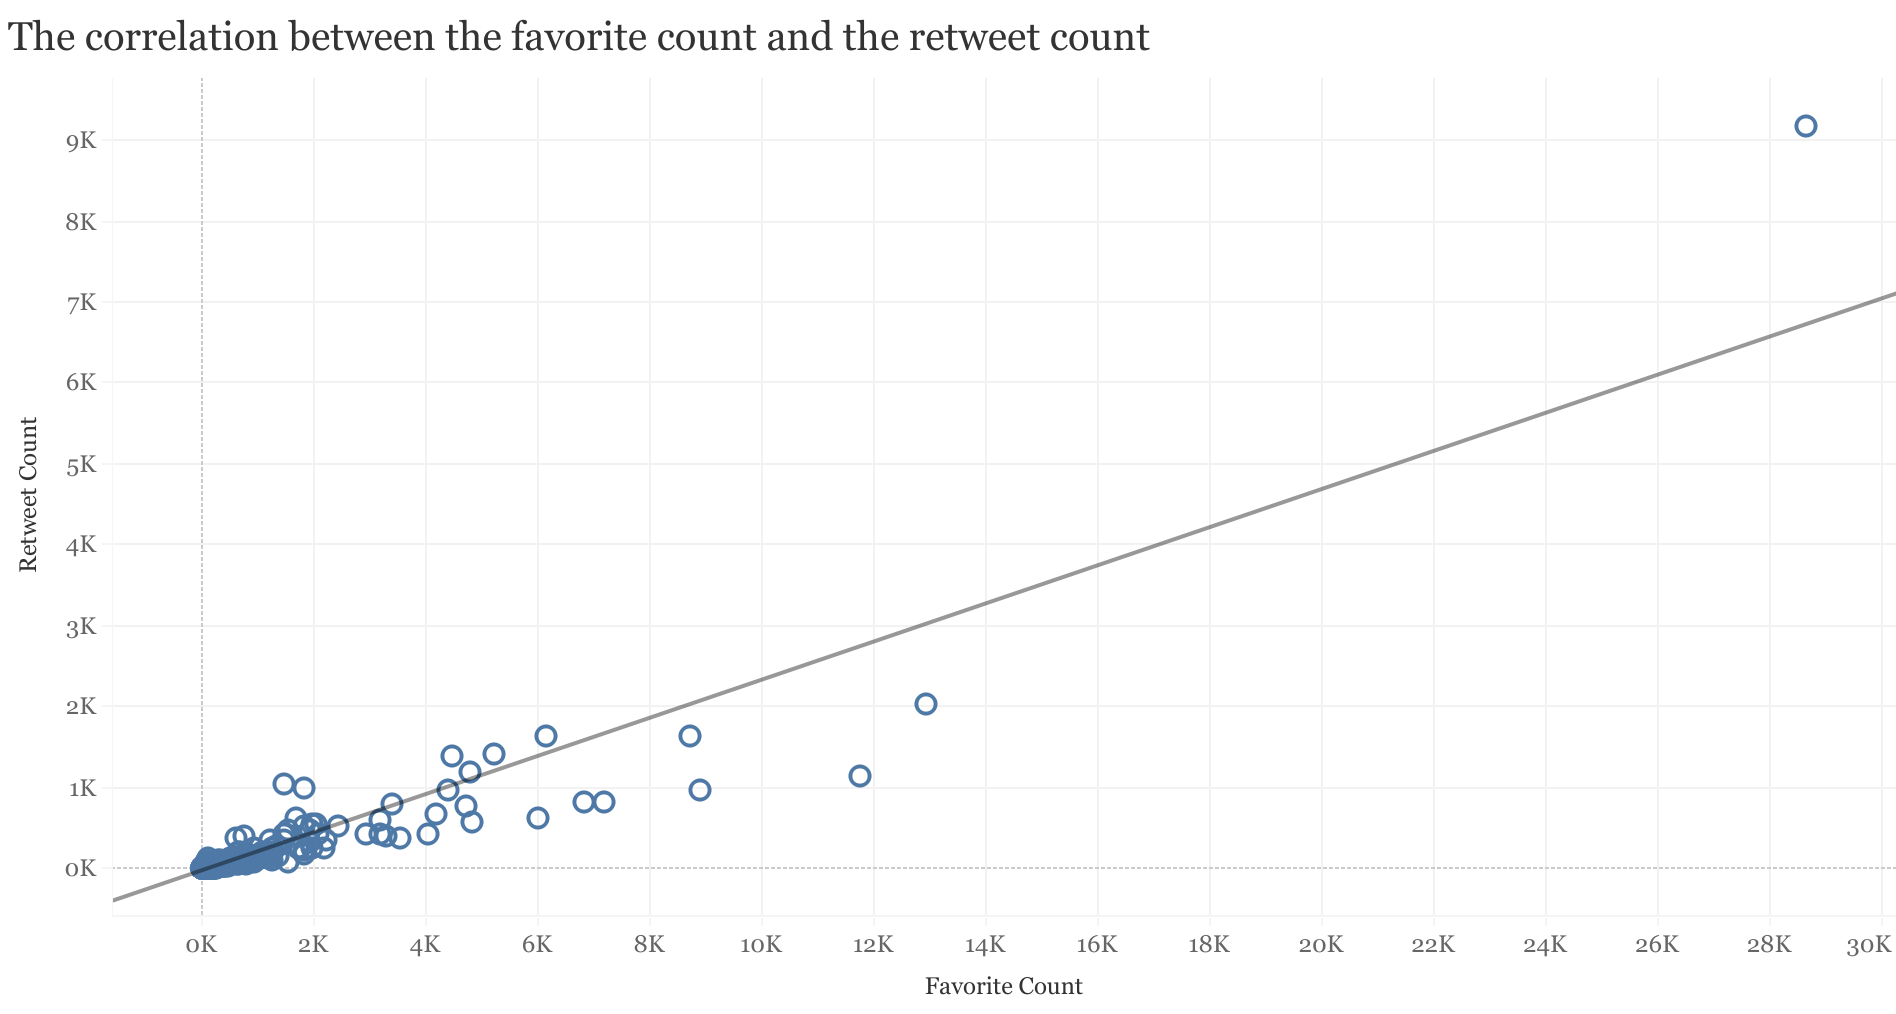 The correlation between the favorite count and the retweet count
9K
8K
7K
6K
5K
4K
3K
2K
1K
0K
Retweet Count
0K 2K 4K 6K 8K 10K 12K 14K 16K 18K 20K 22K 24K 26K 28K 30K
Favorite Count